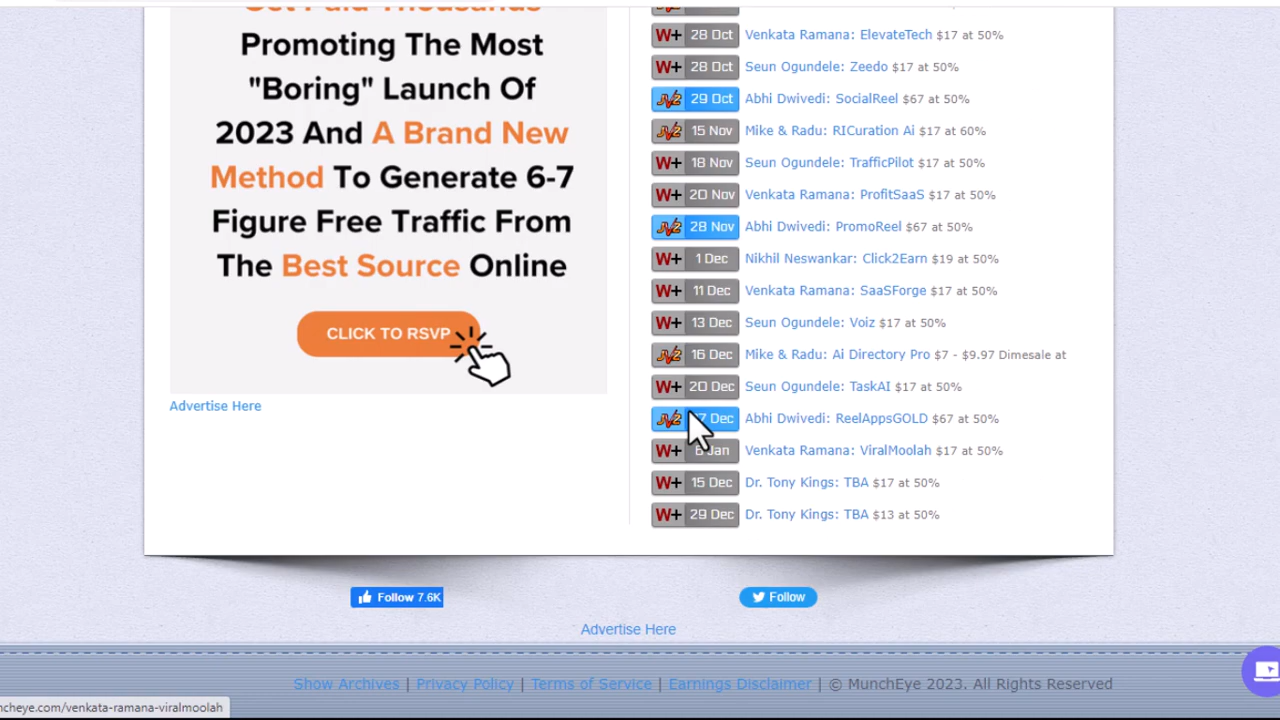 Get Paid Thousands
Promoting The Most
"Boring" Launch Of
2023 And A Brand New
Method To Generate 6-7
Figure Free Traffic From
The Best Source Online
CLICK TO RSVP
Advertise Here
W+ 28 Oct Venkata Ramana: ElevateTech $17 at 50%
W+ 28 Oct Seun Ogundele: Zeedo $17 at 50%
JV2 29 Oct Abhi Dwivedi: SocialReel $67 at 50%
JV2 15 Nov Mike & Radu: RICuration Ai $17 at 60%
W+ 18 Nov Seun Ogundele: TrafficPilot $17 at 50%
W+ 20 Nov Venkata Ramana: ProfitSaaS $17 at 50%
JV2 28 Nov Abhi Dwivedi: PromoReel $67 at 50%
W+ 1 Dec Nikhil Neswankar: Click2Earn $19 at 50%
W+ 11 Dec Venkata Ramana: SaaSForge $17 at 50%
W+ 13 Dec Seun Ogundele: Voiz $17 at 50%
JV2 16 Dec Mike & Radu: Ai Directory Pro $7 - $9.97 Dimesale at
W+ 20 Dec Seun Ogundele: TaskAI $17 at 50%
JV2 Dec Abhi Dwivedi: ReelAppsGOLD $67 at 50%
W+ Jan Venkata Ramana: ViralMoolah $17 at 50%
W+ 15 Dec Dr. Tony Kings: TBA $17 at 50%
W+ 29 Dec Dr. Tony Kings: TBA $13 at 50%
Follow 7.6K
Follow
Advertise Here
Show Archives | Privacy Policy | Terms of Service | Earnings Disclaimer | © MunchEye 2023. All Rights Reserved
ncheye.com/venkata-ramana-viralmoolah